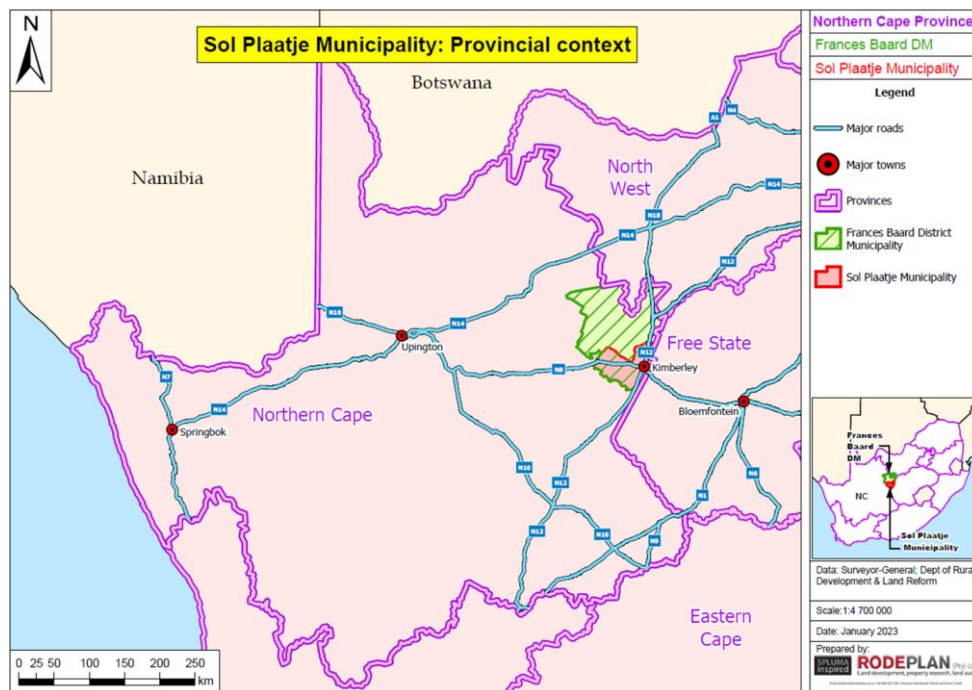 N
Sol Plaatje Municipality: Provincial context
Botswana
Namibia
North
West
Free State
Northern Cape
Eastern
Cape
Upington
Springbok
Kimberley
Bloemfontein
A1
N4
N14
N18
N14
N12
N10
N14
N12
N8
N7
N14
N10
N12
N12
N10
N1
N6
N9
0 25 50 100 150 200 250
km
Northern Cape Province
Frances Baard DM
Sol Plaatje Municipality
Legend
Major roads
Major towns
Provinces
Frances Baard District
Municipality
Sol Plaatje Municipality
Frances
Baard
DM
NC
Sol Plaatje
Municipality
Data: Surveyor-General; Dept of Rura
Development & Land Reform
Scale:1:4 700 000
Date: January 2023
Prepared by:
SPLUMA
inspired
RODEPLAN (Pty) L
Land development, property research, land su